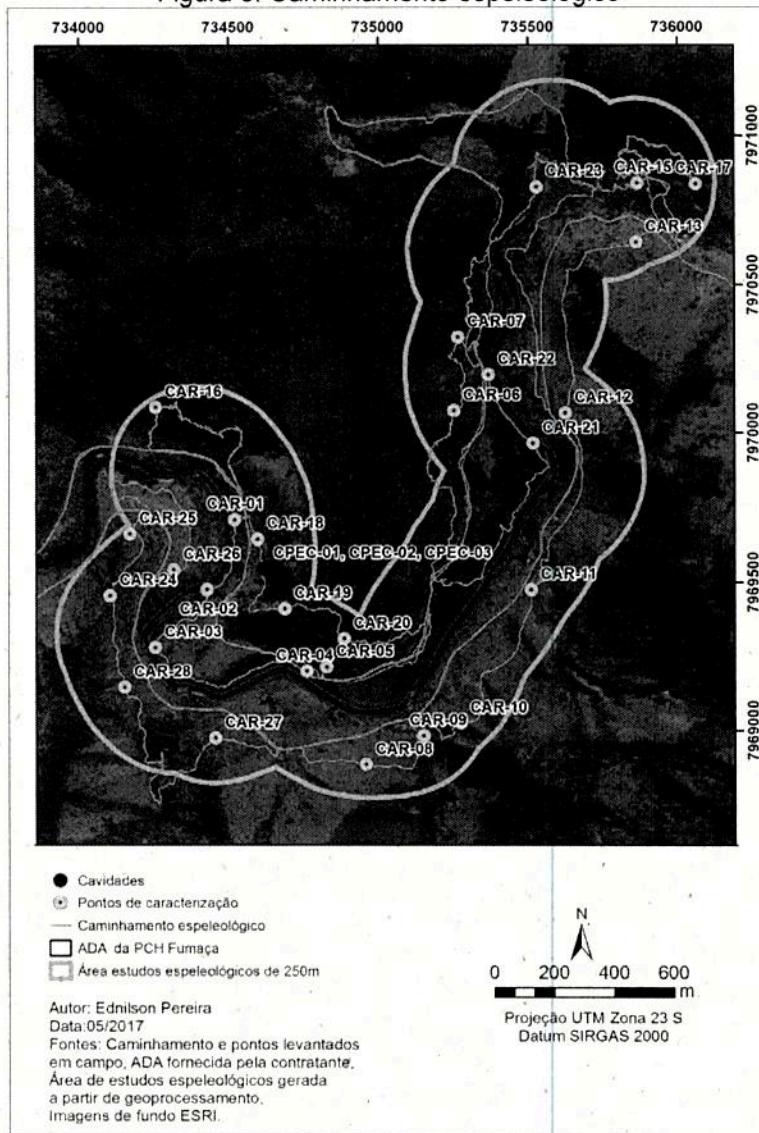 Figura 5. Caminhamento espeleológico
734000 734500 735000 735500 736000
7971000
7970500
7970000
7969500
7969000
CAR-23
CAR-15
CAR-17
CAR-13
CAR-07
CAR-22
CAR-06
CAR-12
CAR-21
CAR-16
CAR-01
CAR-18
CAR-25
CPEC-01, CPEC-02, CPEC-03
CAR-26
CAR-11
CAR-24
CAR-02
CAR-19
CAR-03
CAR-20
CAR-04
CAR-05
CAR-28
CAR-27
CAR-09
CAR-10
CAR-08
Cavidades
Pontos de caracterização
Caminhamento espeleológico
ADA da PCH Fumaça
Área estudos espeleológicos de 250m
Autor: Ednilson Pereira
Data:05/2017
Fontes: Caminhamento e pontos levantados
em campo, ADA fornecida pela contratante,
Área de estudos espeleológicos gerada
a partir de geoprocessamento,
Imagens de fundo ESRI.
N
0 200 400 600
m
Projeção UTM Zona 23 S
Datum SIRGAS 2000